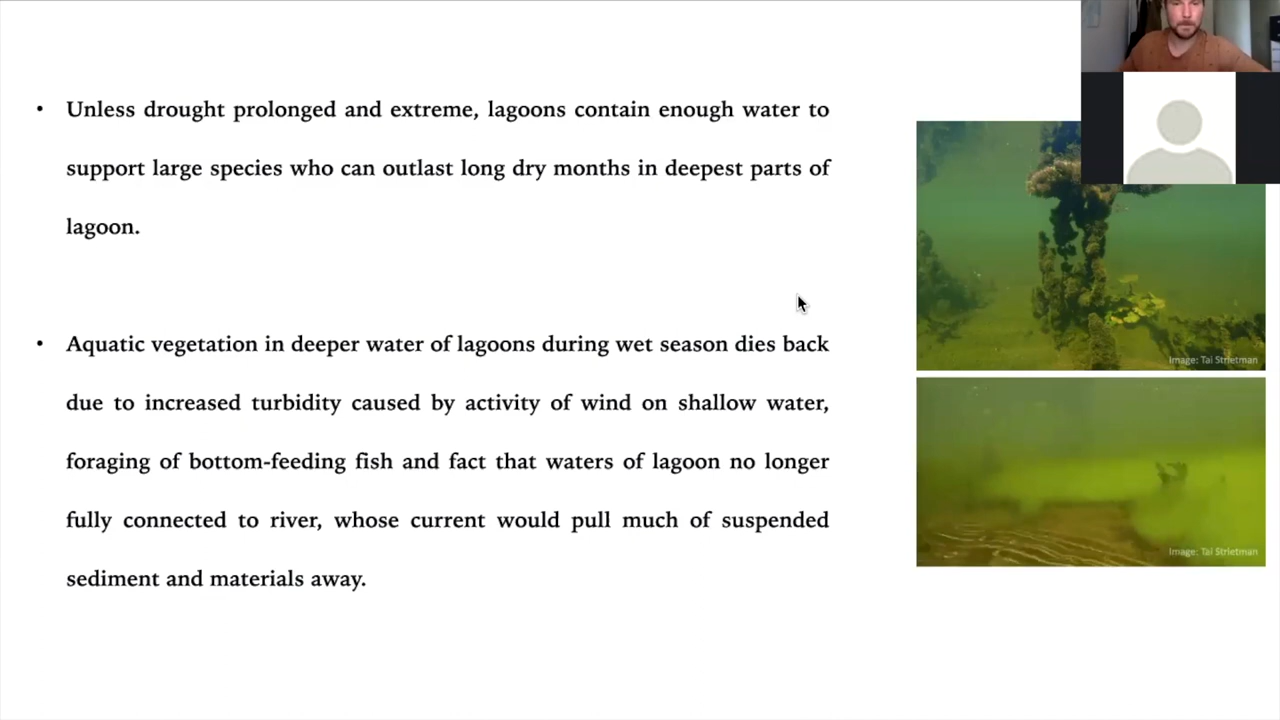 • Unless drought prolonged and extreme, lagoons contain enough water to
support large species who can outlast long dry months in deepest parts of
lagoon.
• Aquatic vegetation in deeper water of lagoons during wet season dies back
due to increased turbidity caused by activity of wind on shallow water,
foraging of bottom-feeding fish and fact that waters of lagoon no longer
fully connected to river, whose current would pull much of suspended
sediment and materials away.
Image: Tai Strietman
Image: Tai Strietman